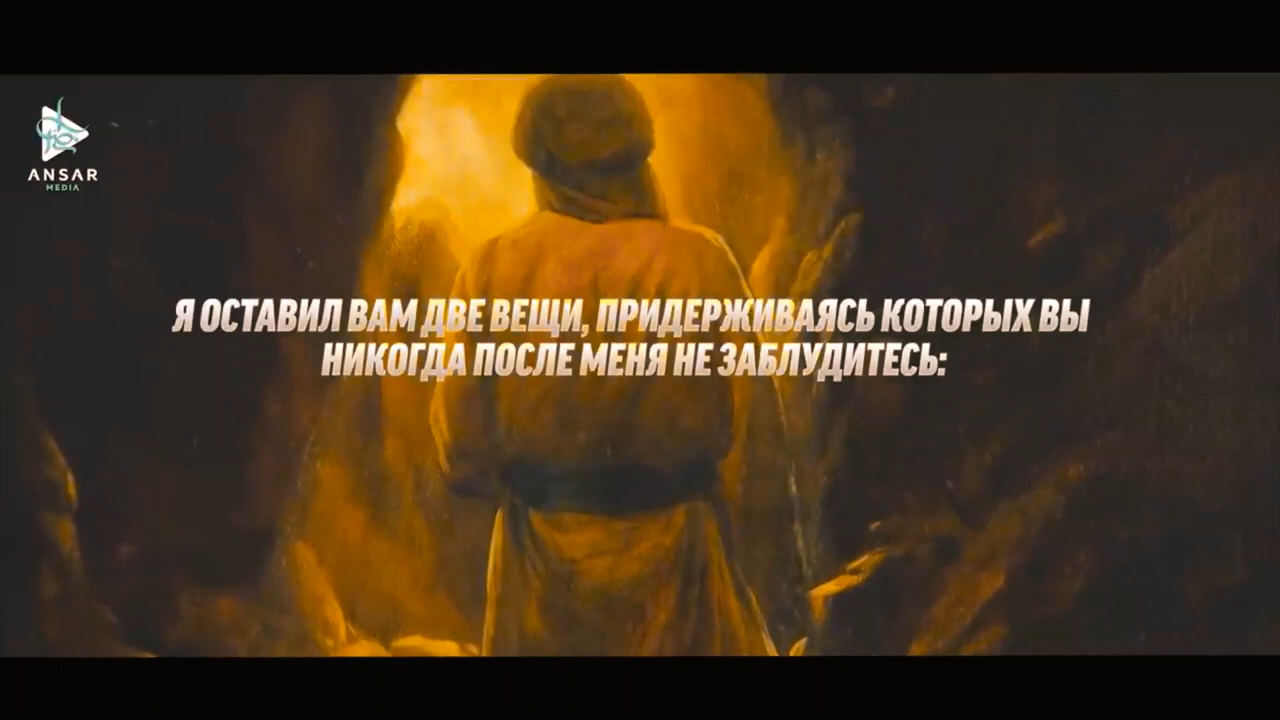 ANSAR
MEDIA
Я ОСТАВИЛ ВАМ ДВЕ ВЕЩИ, ПРИДЕРЖИВАЯСЬ КОТОРЫХ ВЫ
НИКОГДА ПОСЛЕ МЕНЯ НЕ ЗАБЛУДИТЕСЬ: